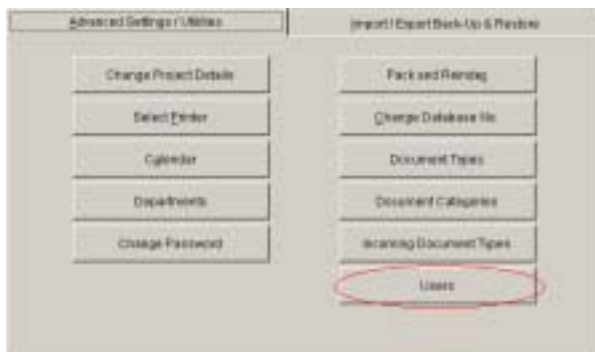 Advanced Settings / Utilities
Import / Export Back-Up & Restore
Change Project Details
Select Printer
Calendar
Departments
Change Password
Pack and Reindex
Change Database
Document Types
Document Categories
Incoming Document Types
Users